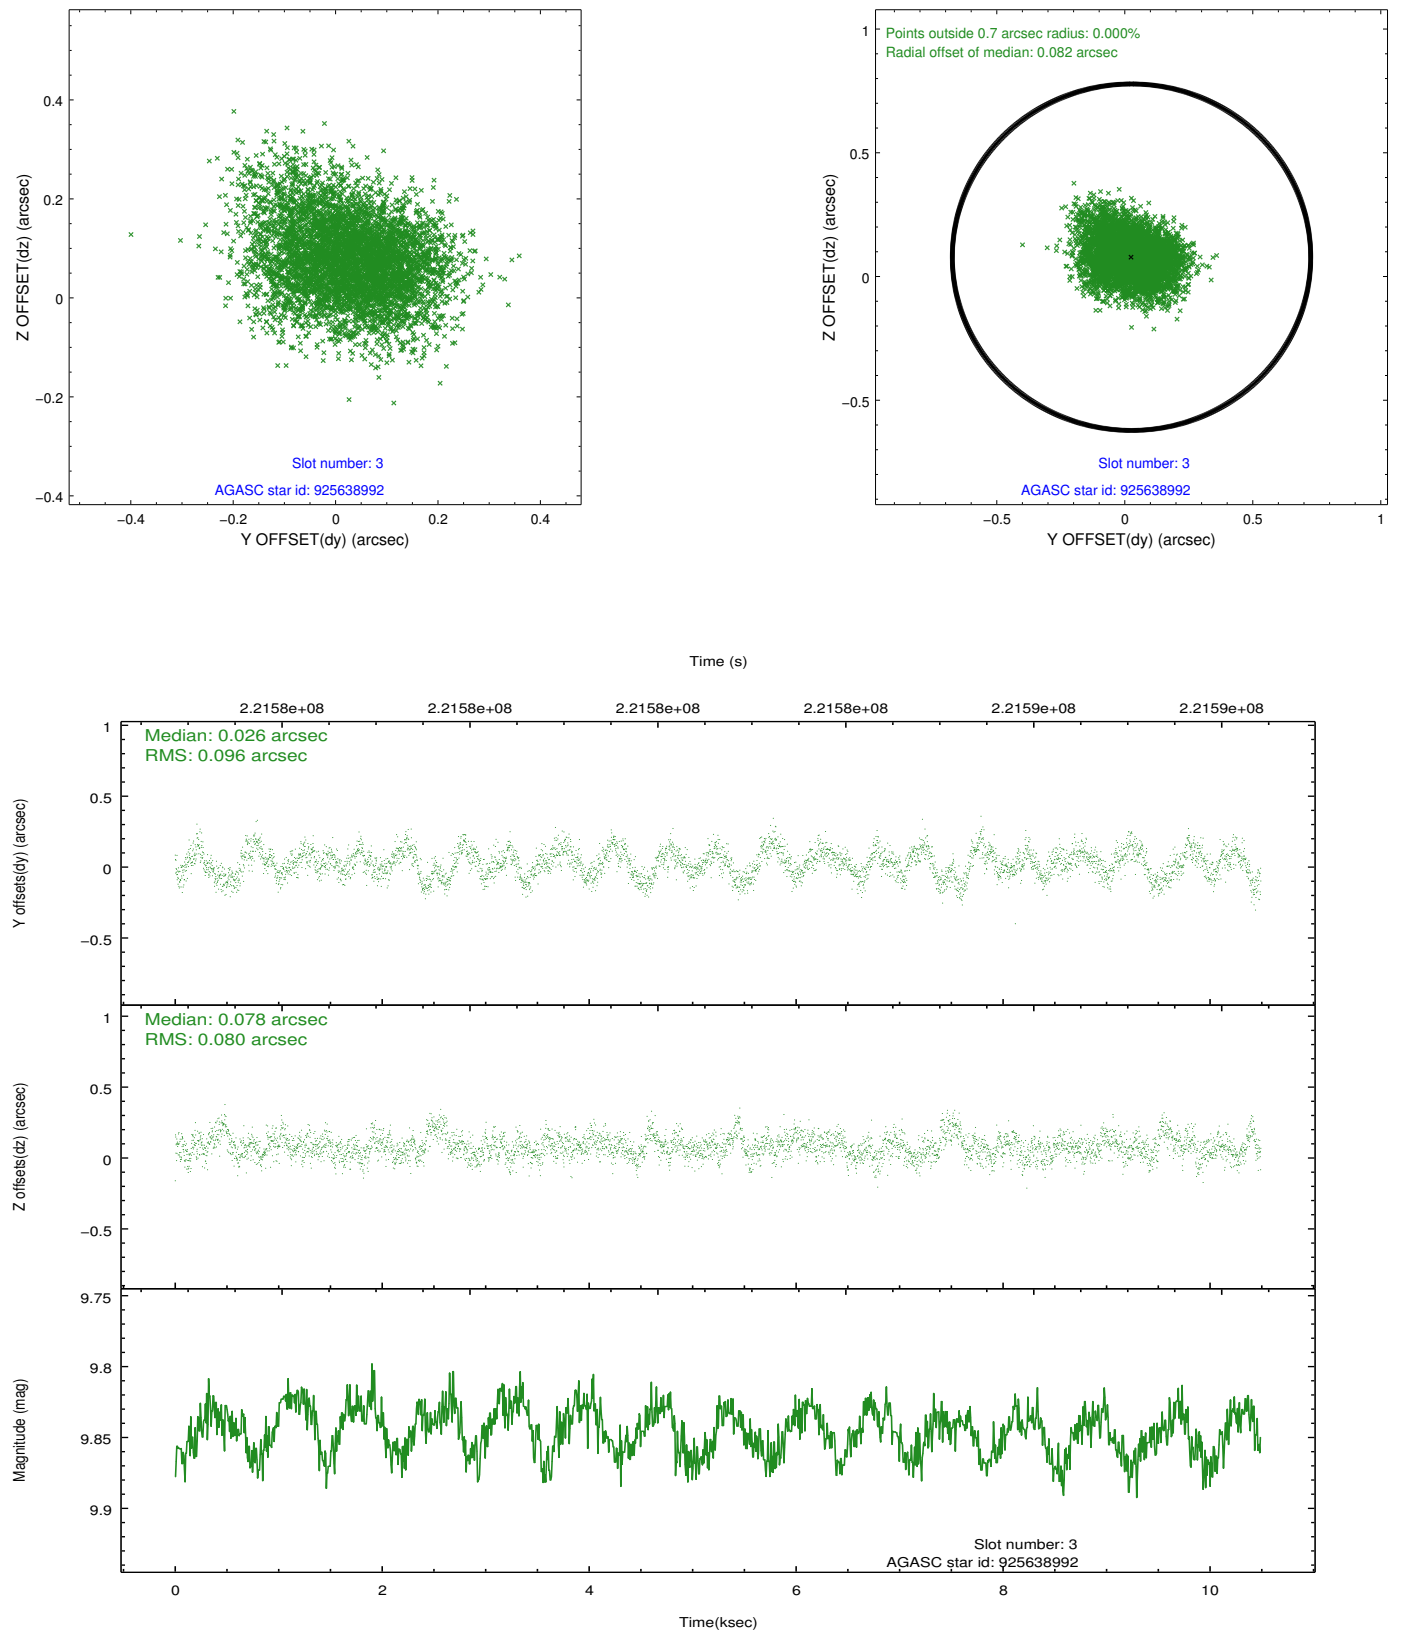 Points outside 0.7 arcsec radius: 0.000%
Radial offset of median: 0.082 arcsec
0.4
0.2
0
−0.2
−0.4
Z OFFSET(dz) (arcsec)
Slot number: 3
AGASC star id: 925638992
−0.4 −0.2 0 0.2 0.4
Y OFFSET(dy) (arcsec)
1
0.5
0
−0.5
Z OFFSET(dz) (arcsec)
Slot number: 3
AGASC star id: 925638992
−0.5 0 0.5 1
Y OFFSET(dy) (arcsec)
Time (s)
2.2158e+08 2.2158e+08 2.2158e+08 2.2158e+08 2.2159e+08 2.2159e+08
Median: 0.026 arcsec
RMS: 0.096 arcsec
1
0.5
0
−0.5
Y offsets(dy) (arcsec)
Median: 0.078 arcsec
RMS: 0.080 arcsec
1
0.5
0
−0.5
Z offsets(dz) (arcsec)
9.75
9.8
9.85
9.9
Magnitude (mag)
Slot number: 3
AGASC star id: 925638992
0 2 4 6 8 10
Time(ksec)